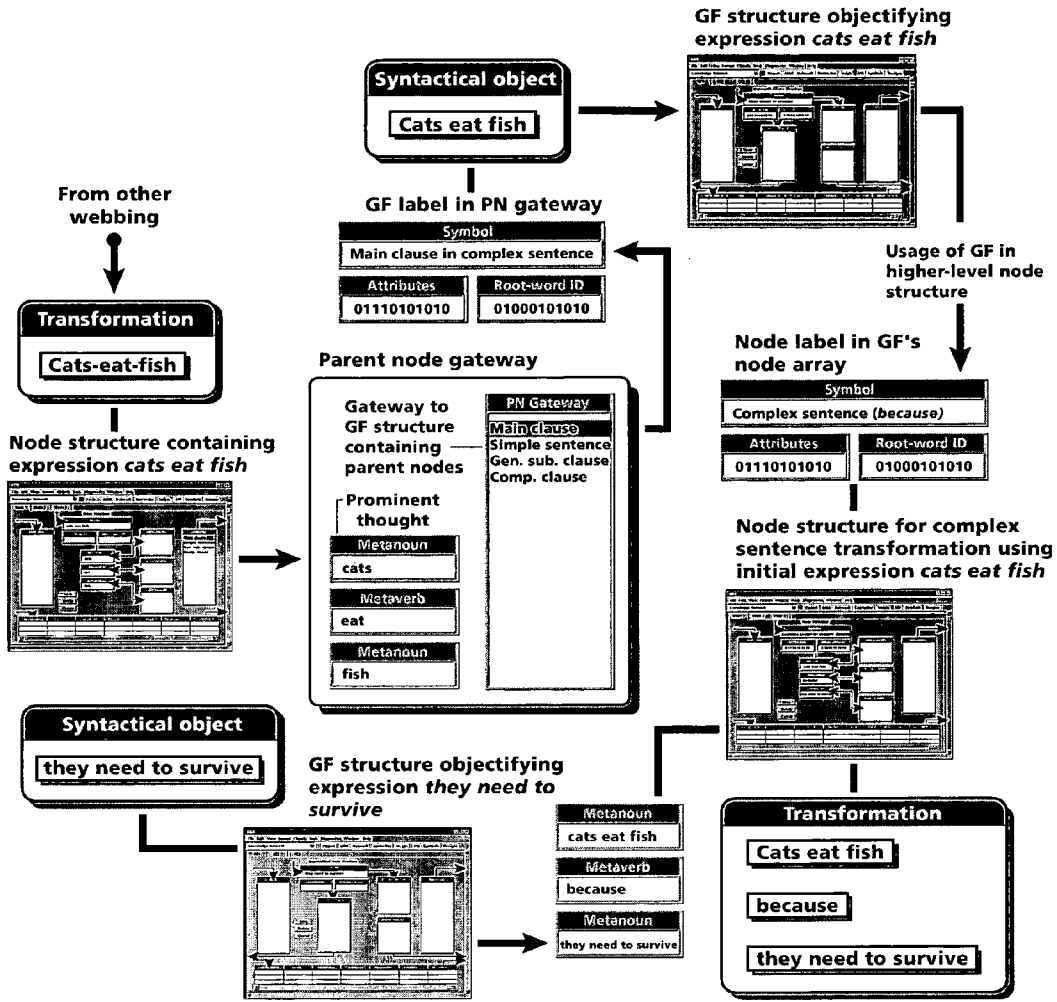 GF structure objectifying
expression cats eat fish
Syntactical object
Cats eat fish
From other
webbing
GF label in PN gateway
Symbol
Main clause in complex sentence
Attributes
Root-word ID
01110101010
01000101010
Usage of GF in
higher-level node
structure
Transformation
Cats-eat-fish
Parent node gateway
Gateway to
GF structure
containing
parent nodes
PN Gateway
Main clause
Simple sentence
Gen. sub. clause
Comp. clause
Prominent
thought
Metanoun
cats
Metaverb
eat
Metanoun
fish
Node label in GF's
node array
Symbol
Complex sentence (because)
Attributes
Root-word ID
01110101010
01000101010
Node structure containing
expression cats eat fish
Node structure for complex
sentence transformation using
initial expression cats eat fish
Syntactical object
they need to survive
GF structure objectifying
expression they need to
survive
Metanoun
cats eat fish
Metaverb
because
Metanoun
they need to survive
Transformation
Cats eat fish
because
they need to survive